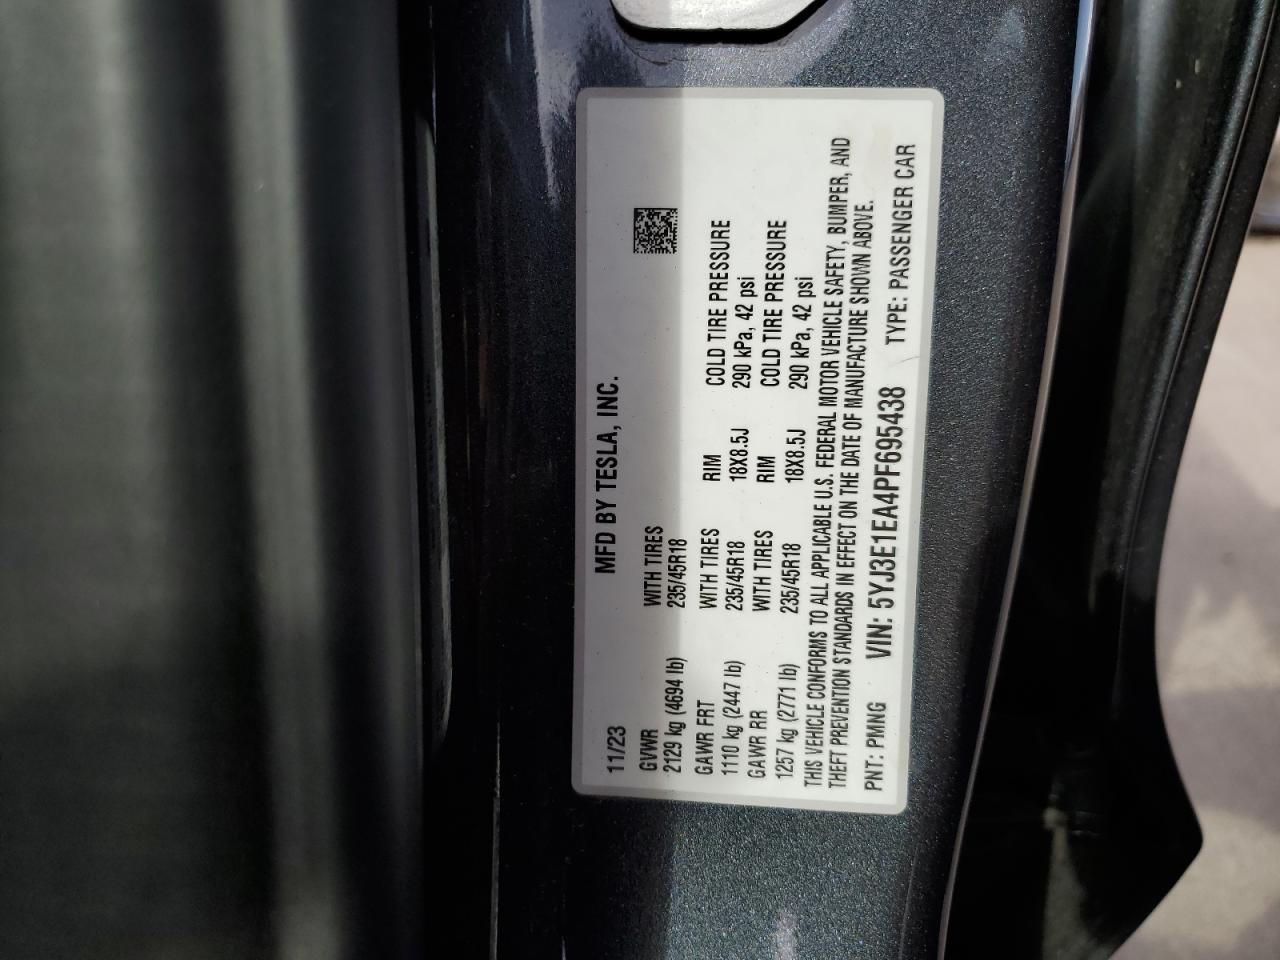 MFD BY TESLA, INC.
11/23
GVWR WITH TIRES
2129 kg (4694 lb) 235/45R18
GAWR FRT WITH TIRES RIM COLD TIRE PRESSURE
1110 kg (2447 lb) 235/45R18 18X8.5J 290 kPa, 42 psi
GAWR RR WITH TIRES RIM COLD TIRE PRESSURE
1257 kg (2771 lb) 235/45R18 18X8.5J 290 kPa, 42 psi
THIS VEHICLE CONFORMS TO ALL APPLICABLE U.S. FEDERAL MOTOR VEHICLE SAFETY, BUMPER, AND
THEFT PREVENTION STANDARDS IN EFFECT ON THE DATE OF MANUFACTURE SHOWN ABOVE.
PNT: PMNG VIN: 5YJ3E1EA4PF695438 TYPE: PASSENGER CAR